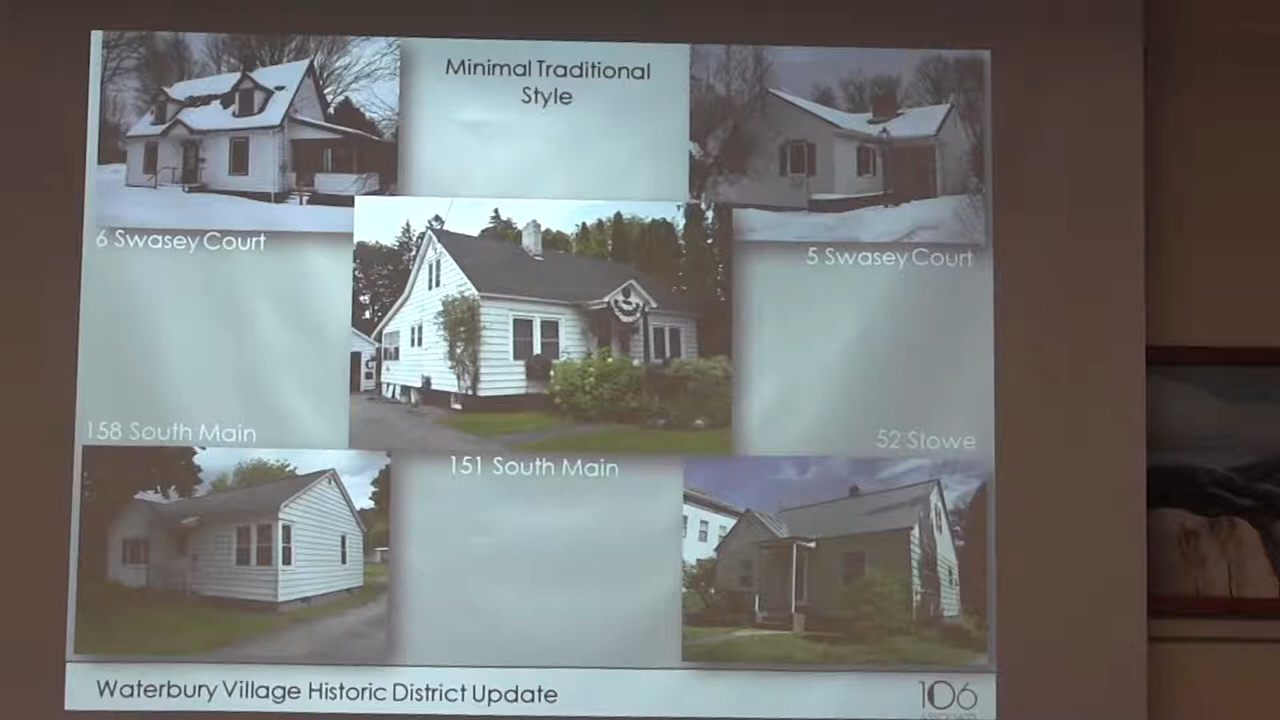 Minimal Traditional
Style
6 Swasey Court
5 Swasey Court
158 South Main
52 Stowe
151 South Main
Waterbury Village Historic District Update
106